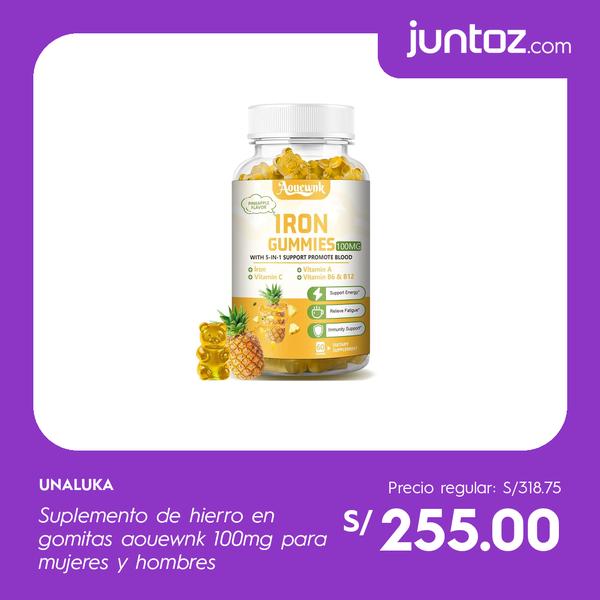 juntoz.com
Aouewnk
PINEAPPLE
FLAVOR
IRON
GUMMIES 100MG
WITH 5-IN-1 SUPPORT PROMOTE BLOOD
Iron
Vitamin A
Vitamin C
Vitamin B6 & B12
Support Energy*
Relieve Fatigue*
Immunity Support*
60
DIETARY
SUPPLEMENT
UNALUKA
Suplemento de hierro en
gomitas aouewnk 100mg para
mujeres y hombres
Precio regular: S/318.75
S/ 255.00